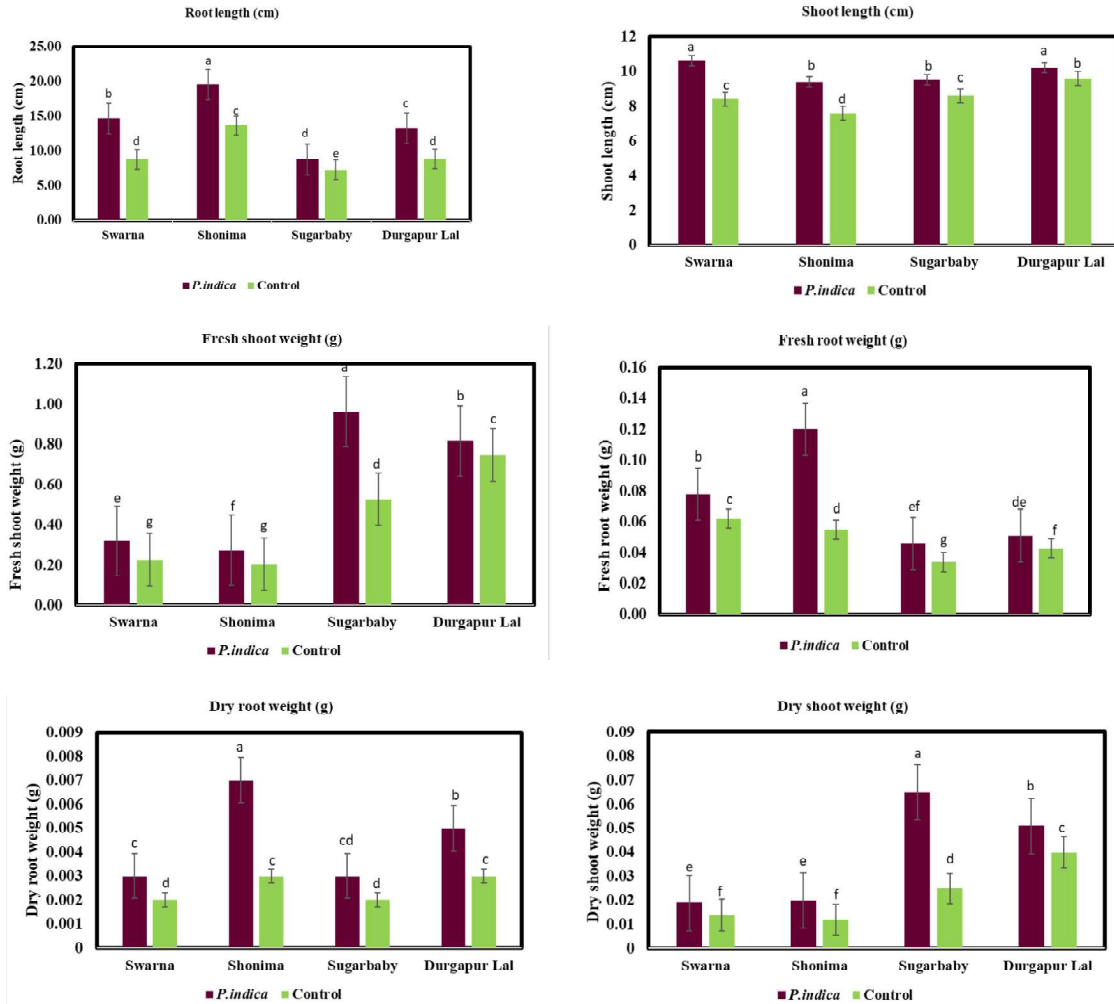 Root length (cm)
25.00
20.00
15.00
10.00
5.00
0.00
Root length (cm)
b
d
a
c
d
e
c
d
Swarna Shonima Sugarbaby Durgapur Lal
P.indica Control
Shoot length (cm)
12
10
8
6
4
2
0
Shoot length (cm)
a
c
b
d
b
c
a
b
Swarna Shonima Sugarbaby Durgapur Lal
P.indica Control
Fresh shoot weight (g)
1.20
1.00
0.80
0.60
0.40
0.20
0.00
Fresh shoot weight (g)
e
g
f
g
a
d
b
c
Swarna Shonima Sugarbaby Durgapur Lal
P.indica Control
Fresh root weight (g)
0.16
0.14
0.12
0.10
0.08
0.06
0.04
0.02
0.00
Fresh root weight (g)
b
c
a
d
ef
g
de
f
P.indica Control
Dry root weight (g)
0.009
0.008
0.007
0.006
0.005
0.004
0.003
0.002
0.001
0
Dry root weight (g)
c
d
a
c
cd
d
b
c
Swarna Shonima Sugarbaby Durgapur Lal
P.indica Control
Dry shoot weight (g)
0.09
0.08
0.07
0.06
0.05
0.04
0.03
0.02
0.01
0
Dry shoot weight (g)
e
f
e
f
a
d
b
c
Swarna Shonima Sugarbaby Durgapur Lal
P.indica Control